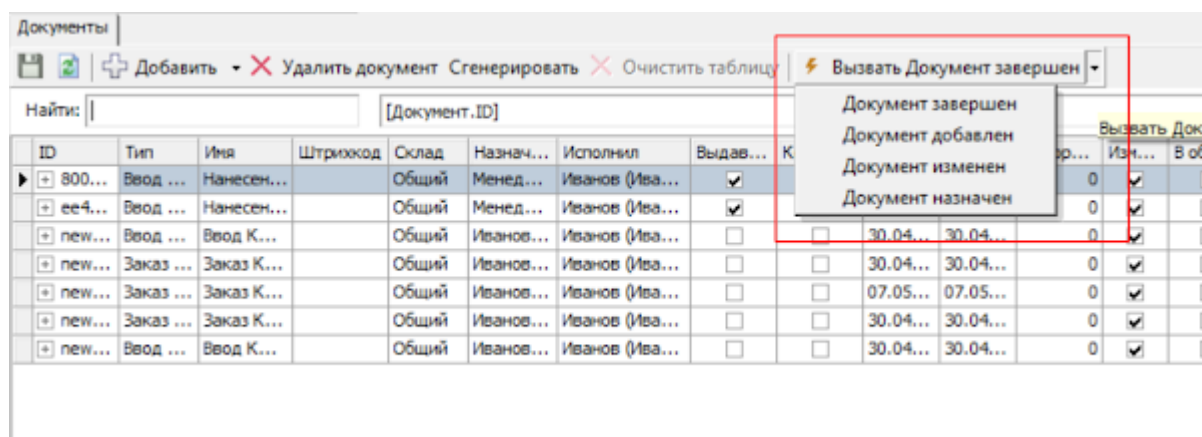 Документы
Добавить Удалить документ Сгенерировать Очистить таблицу Вызвать Документ завершен
Найти: [Документ.ID]
Документ завершен
Документ добавлен
Документ изменен
Документ назначен
Вызвать Док
ID Тип Имя Штрихкод Склад Назнач... Исполнил Выдав... К ор... Изм... В об
800... Ввод ... Нанесен... Общий Менед... Иванов (Ива... 0
ee4... Ввод ... Нанесен... Общий Менед... Иванов (Ива... 0
new... Ввод ... Ввод К... Общий Иванов... Иванов (Ива... 30.04... 30.04... 0
new... Заказ ... Заказ К... Общий Иванов... Иванов (Ива... 30.04... 30.04... 0
new... Заказ ... Заказ К... Общий Иванов... Иванов (Ива... 07.05... 07.05... 0
new... Заказ ... Заказ К... Общий Иванов... Иванов (Ива... 30.04... 30.04... 0
new... Ввод ... Ввод К... Общий Иванов... Иванов (Ива... 30.04... 30.04... 0